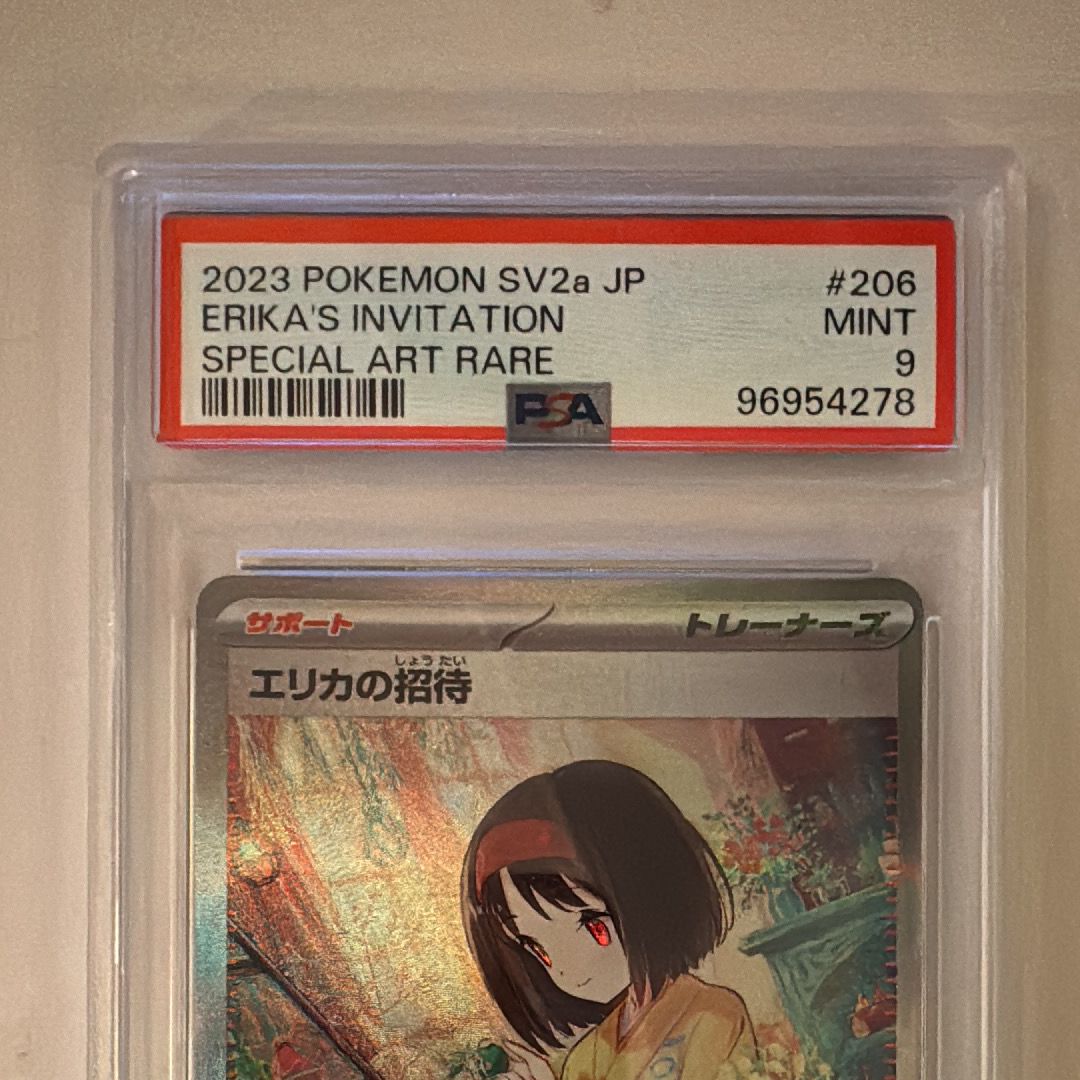 2023 POKEMON SV2a JP #206
ERIKA'S INVITATION MINT
SPECIAL ART RARE 9
PSA 96954278
サポート トレーナーズ
しょうたい
エリカの招待